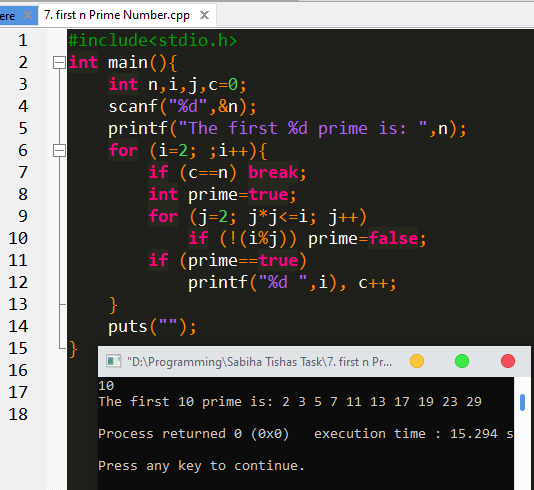 ere 7. first n Prime Number.cpp
1 #include<stdio.h>
2 int main(){
3 int n,i,j,c=0;
4 scanf("%d",&n);
5 printf("The first %d prime is: ",n);
6 for (i=2; ;i++){
7 if (c==n) break;
8 int prime=true;
9 for (j=2; j*j<=i; j++)
10 if (!(i%j)) prime=false;
11 if (prime==true)
12 printf("%d ",i), c++;
13 }
14 puts("");
15 }
16
17
18
"D:\Programming\Sabiha Tishas Task\7. first n Pr...
10
The first 10 prime is: 2 3 5 7 11 13 17 19 23 29
Process returned 0 (0x0) execution time : 15.294 s
Press any key to continue.